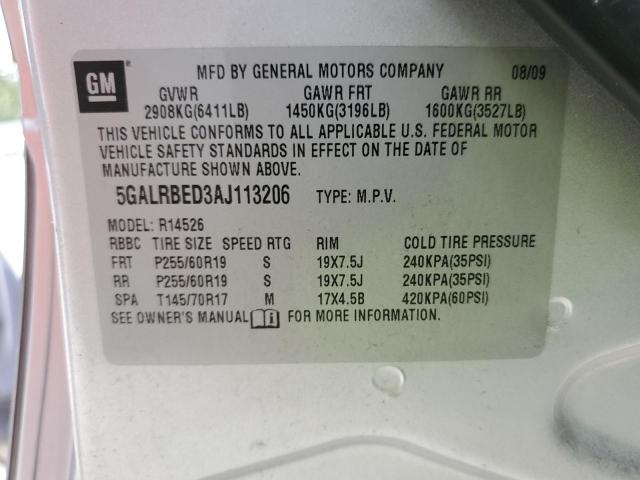 GM
MFD BY GENERAL MOTORS COMPANY 08/09
GVWR GAWR FRT GAWR RR
2908KG(6411LB) 1450KG(3196LB) 1600KG(3527LB)
THIS VEHICLE CONFORMS TO ALL APPLICABLE U.S. FEDERAL MOTOR
VEHICLE SAFETY STANDARDS IN EFFECT ON THE DATE OF
MANUFACTURE SHOWN ABOVE.
5GALRBED3AJ113206 TYPE: M.P.V.
MODEL: R14526
RBBC TIRE SIZE SPEED RTG RIM COLD TIRE PRESSURE
FRT P255/60R19 S 19X7.5J 240KPA(35PSI)
RR P255/60R19 S 19X7.5J 240KPA(35PSI)
SPA T145/70R17 M 17X4.5B 420KPA(60PSI)
SEE OWNER'S MANUAL FOR MORE INFORMATION.